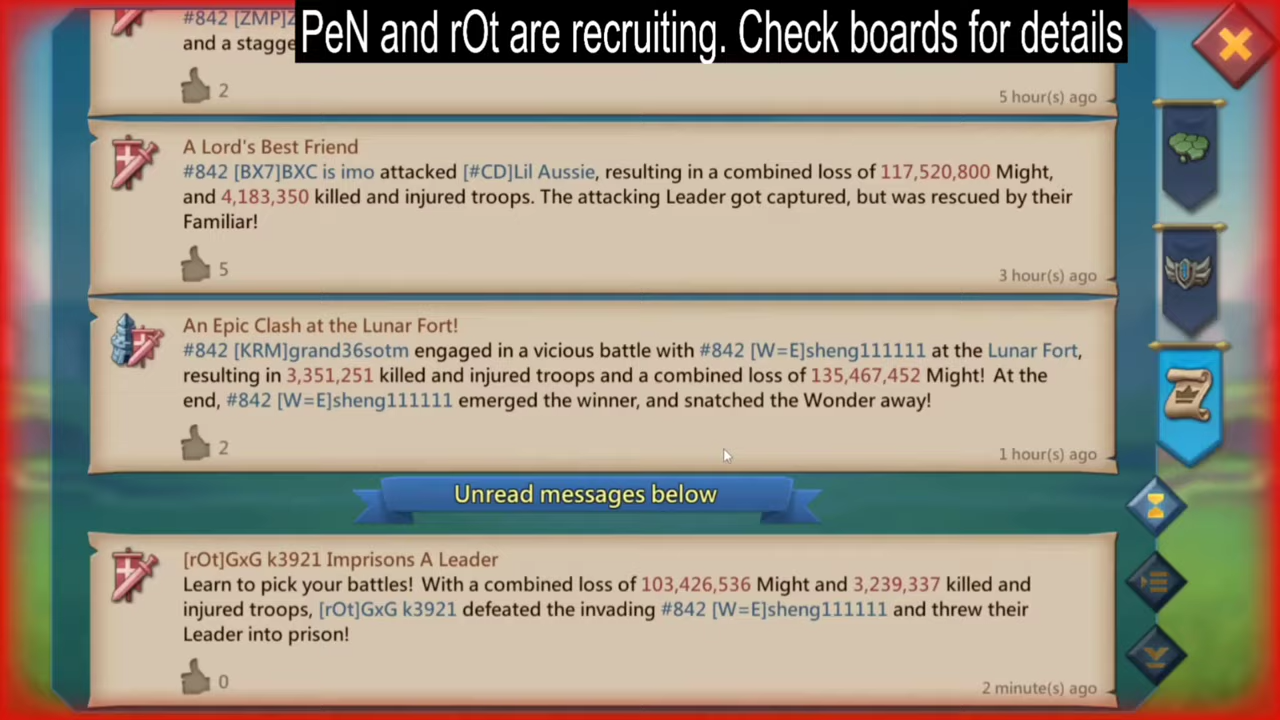 #842 [ZMP]
PeN and rOt are recruiting. Check boards for details
and a stagge
2
5 hour(s) ago
A Lord's Best Friend
#842 [BX7]BXC is imo attacked [#CD]Lil Aussie, resulting in a combined loss of 117,520,800 Might,
and 4,183,350 killed and injured troops. The attacking Leader got captured, but was rescued by their
Familiar!
5
3 hour(s) ago
An Epic Clash at the Lunar Fort!
#842 [KRM]grand36sotm engaged in a vicious battle with #842 [W=E]sheng111111 at the Lunar Fort,
resulting in 3,351,251 killed and injured troops and a combined loss of 135,467,452 Might! At the
end, #842 [W=E]sheng111111 emerged the winner, and snatched the Wonder away!
2
1 hour(s) ago
Unread messages below
[rOt]GxG k3921 Imprisons A Leader
Learn to pick your battles! With a combined loss of 103,426,536 Might and 3,239,337 killed and
injured troops, [rOt]GxG k3921 defeated the invading #842 [W=E]sheng111111 and threw their
Leader into prison!
0
2 minute(s) ago